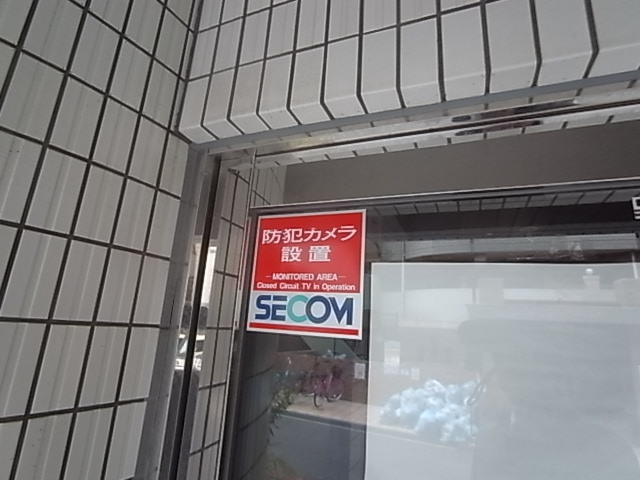 防犯カメラ
設置
—MONITORED AREA—
Closed Circuit TV in Operation
SECOM